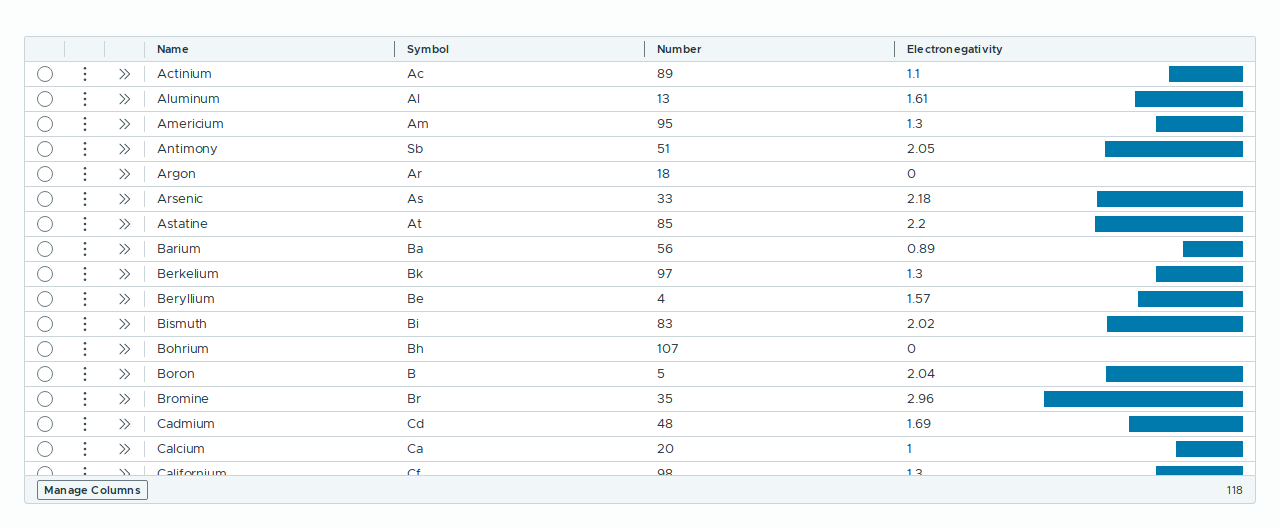 Name Symbol Number Electronegativity
Actinium Ac 89 1.1
Aluminum Al 13 1.61
Americium Am 95 1.3
Antimony Sb 51 2.05
Argon Ar 18 0
Arsenic As 33 2.18
Astatine At 85 2.2
Barium Ba 56 0.89
Berkelium Bk 97 1.3
Beryllium Be 4 1.57
Bismuth Bi 83 2.02
Bohrium Bh 107 0
Boron B 5 2.04
Bromine Br 35 2.96
Cadmium Cd 48 1.69
Calcium Ca 20 1
Californium Cf 98 1.3
Manage Columns 118